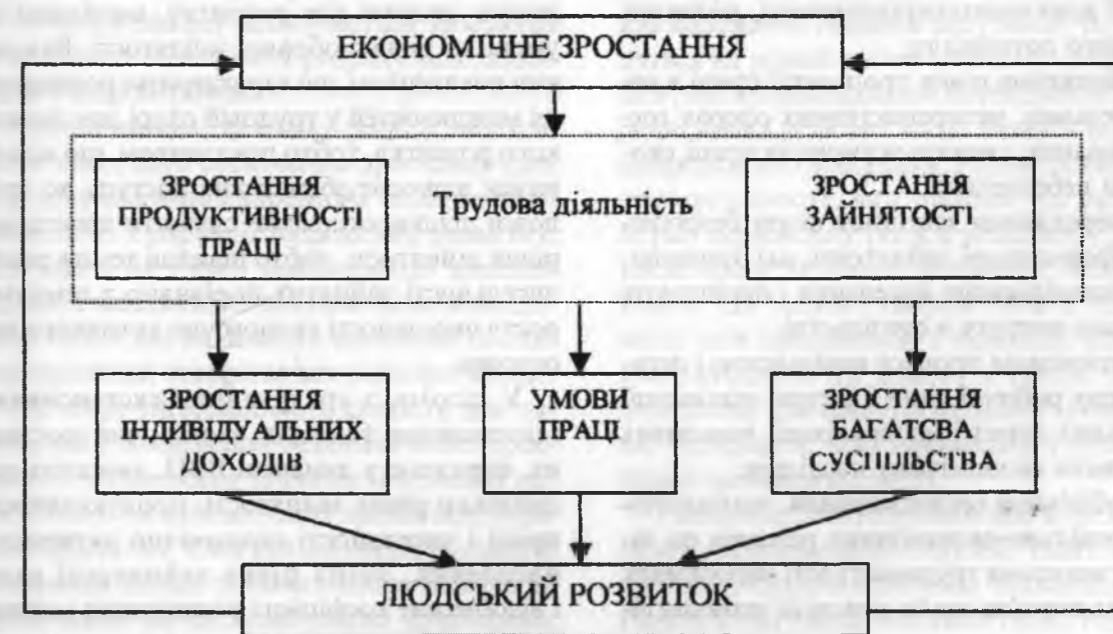 ЕКОНОМІЧНЕ ЗРОСТАННЯ
ЗРОСТАННЯ
ПРОДУКТИВНОСТІ
ПРАЦІ
Трудова діяльність
ЗРОСТАННЯ
ЗАЙНЯТОСТІ
ЗРОСТАННЯ
ІНДИВІДУАЛЬНИХ
ДОХОДІВ
УМОВИ
ПРАЦІ
ЗРОСТАННЯ
БАГАТСВА
СУСПІЛЬСТВА
ЛЮДСЬКИЙ РОЗВИТОК